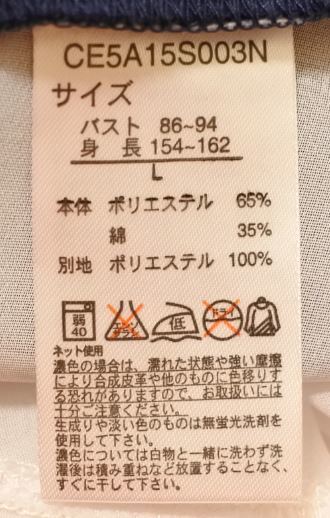 CE5A15S003N
サイズ
バスト 86~94
身 長 154~162
L
本体 ポリエステル 65%
綿 35%
別地 ポリエステル 100%
弱 40 エンソサラシ 低 ドライ
ネット使用
濃色の場合は、濡れた状態や強い摩擦
により合成皮革や他のものに色移りす
る恐れがありますので、お取扱いには
十分ご注意ください。
生成りや淡い色のものは無蛍光洗剤を
使用して下さい。
濃色については白物と一緒に洗わず洗
濯後は積み重ねなど放置することなく、
すぐに干して下さい。